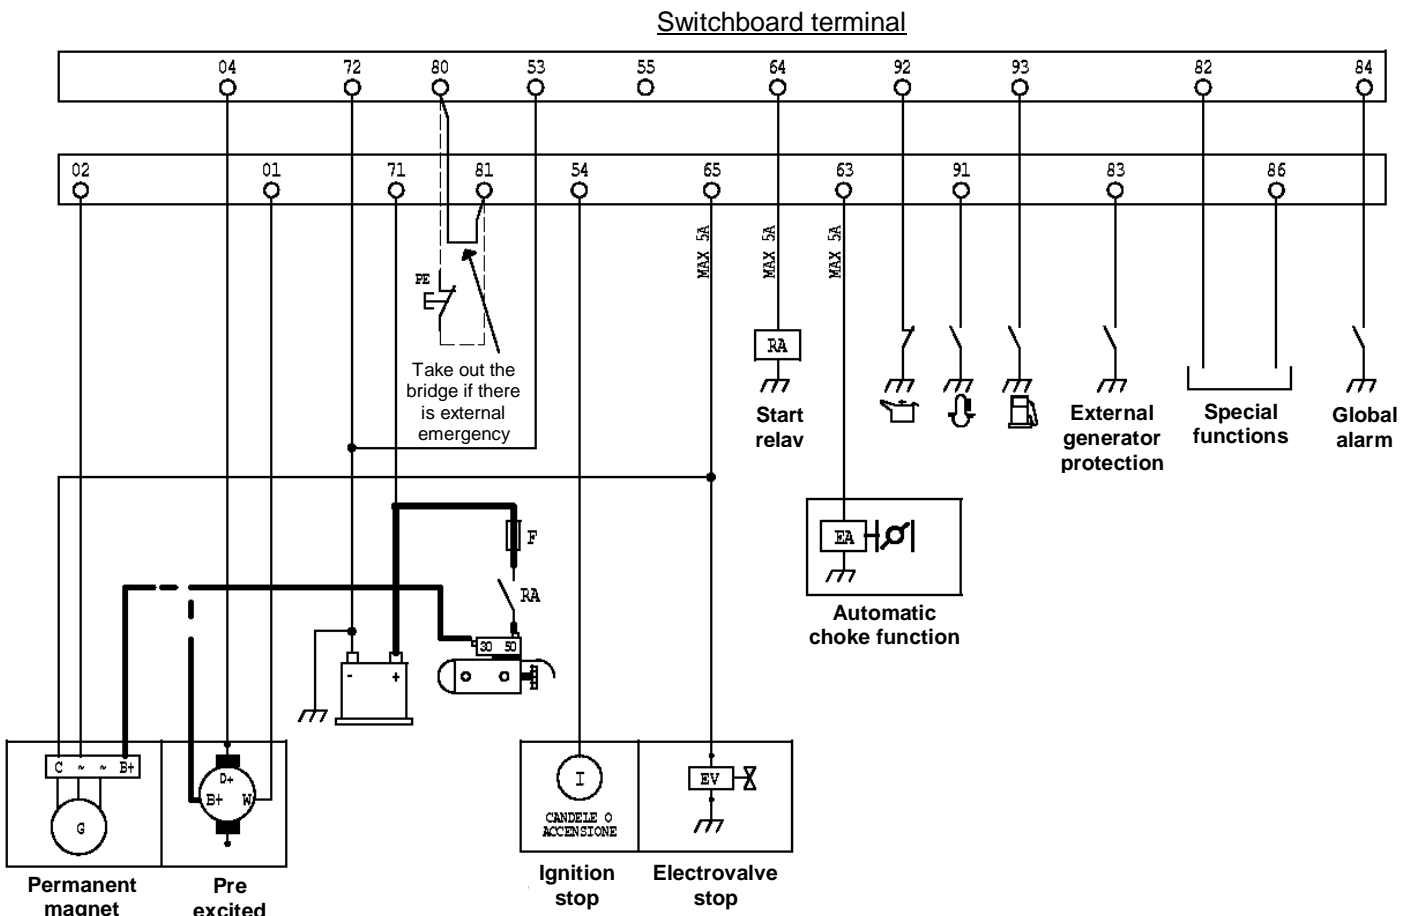 Switchboard terminal
04 72 80 53 55 64 92 93 82 84
02 01 71 81 54 65 63 91 83 86
MAX 5A MAX 5A MAX 5A
PE
RA
Take out the
bridge if there
is external
emergency
Start
relav
External
generator
protection
Special
functions
Global
alarm
F
EA
RA
Automatic
choke function
30 50
- +
C ~ ~ B+
G
D+
B+ W
I
CANDELE O
ACCENSIONE
EV
Ignition
stop
Electrovalve
stop
Permanent
magnet
Pre
excited